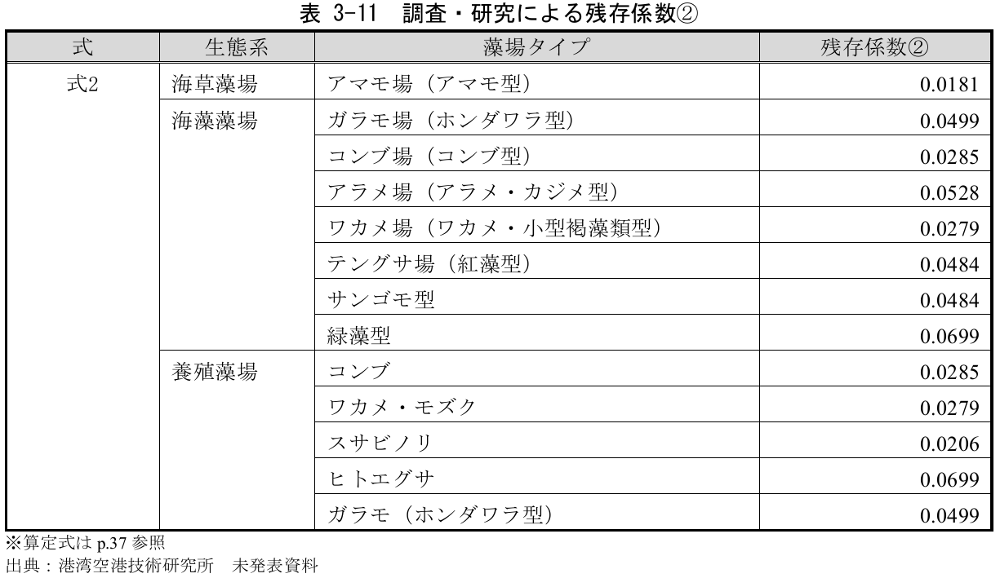 表 3-11 調査・研究による残存係数②
式 生態系 藻場タイプ 残存係数②
式2 海草藻場 アマモ場（アマモ型） 0.0181
海藻藻場 ガラモ場（ホンダワラ型） 0.0499
コンブ場（コンブ型） 0.0285
アラメ場（アラメ・カジメ型） 0.0528
ワカメ場（ワカメ・小型褐藻類型） 0.0279
テングサ場（紅藻型） 0.0484
サンゴモ型 0.0484
緑藻型 0.0699
養殖藻場 コンブ 0.0285
ワカメ・モズク 0.0279
スサビノリ 0.0206
ヒトエグサ 0.0699
ガラモ（ホンダワラ型） 0.0499
※算定式は p.37 参照
出典：港湾空港技術研究所 未発表資料